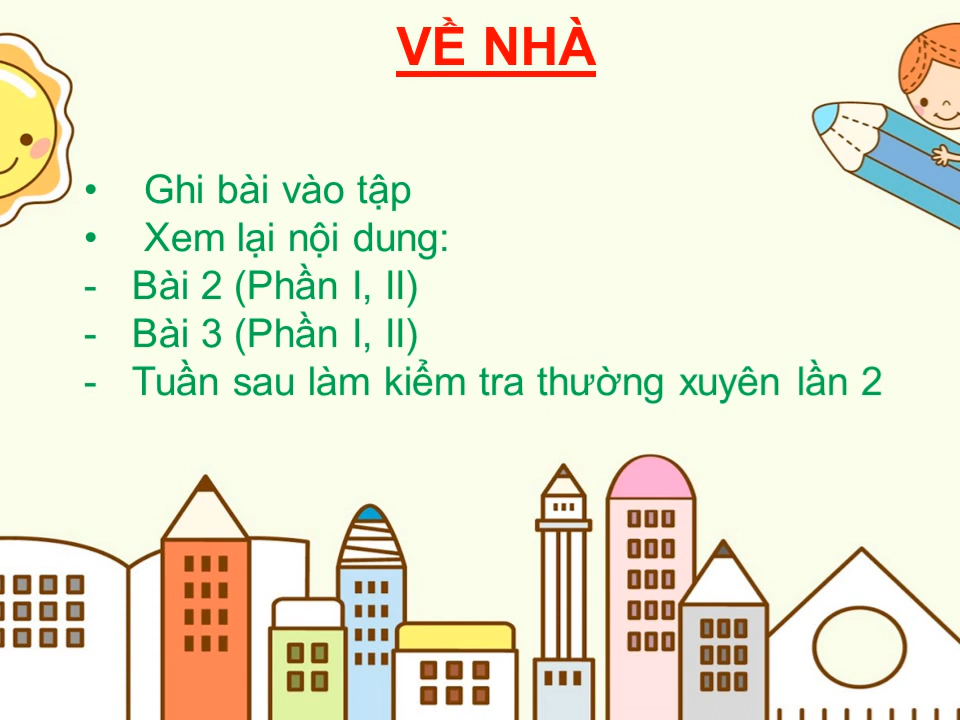 VỀ NHÀ
• Ghi bài vào tập
• Xem lại nội dung:
- Bài 2 (Phần I, II)
- Bài 3 (Phần I, II)
- Tuần sau làm kiểm tra thường xuyên lần 2